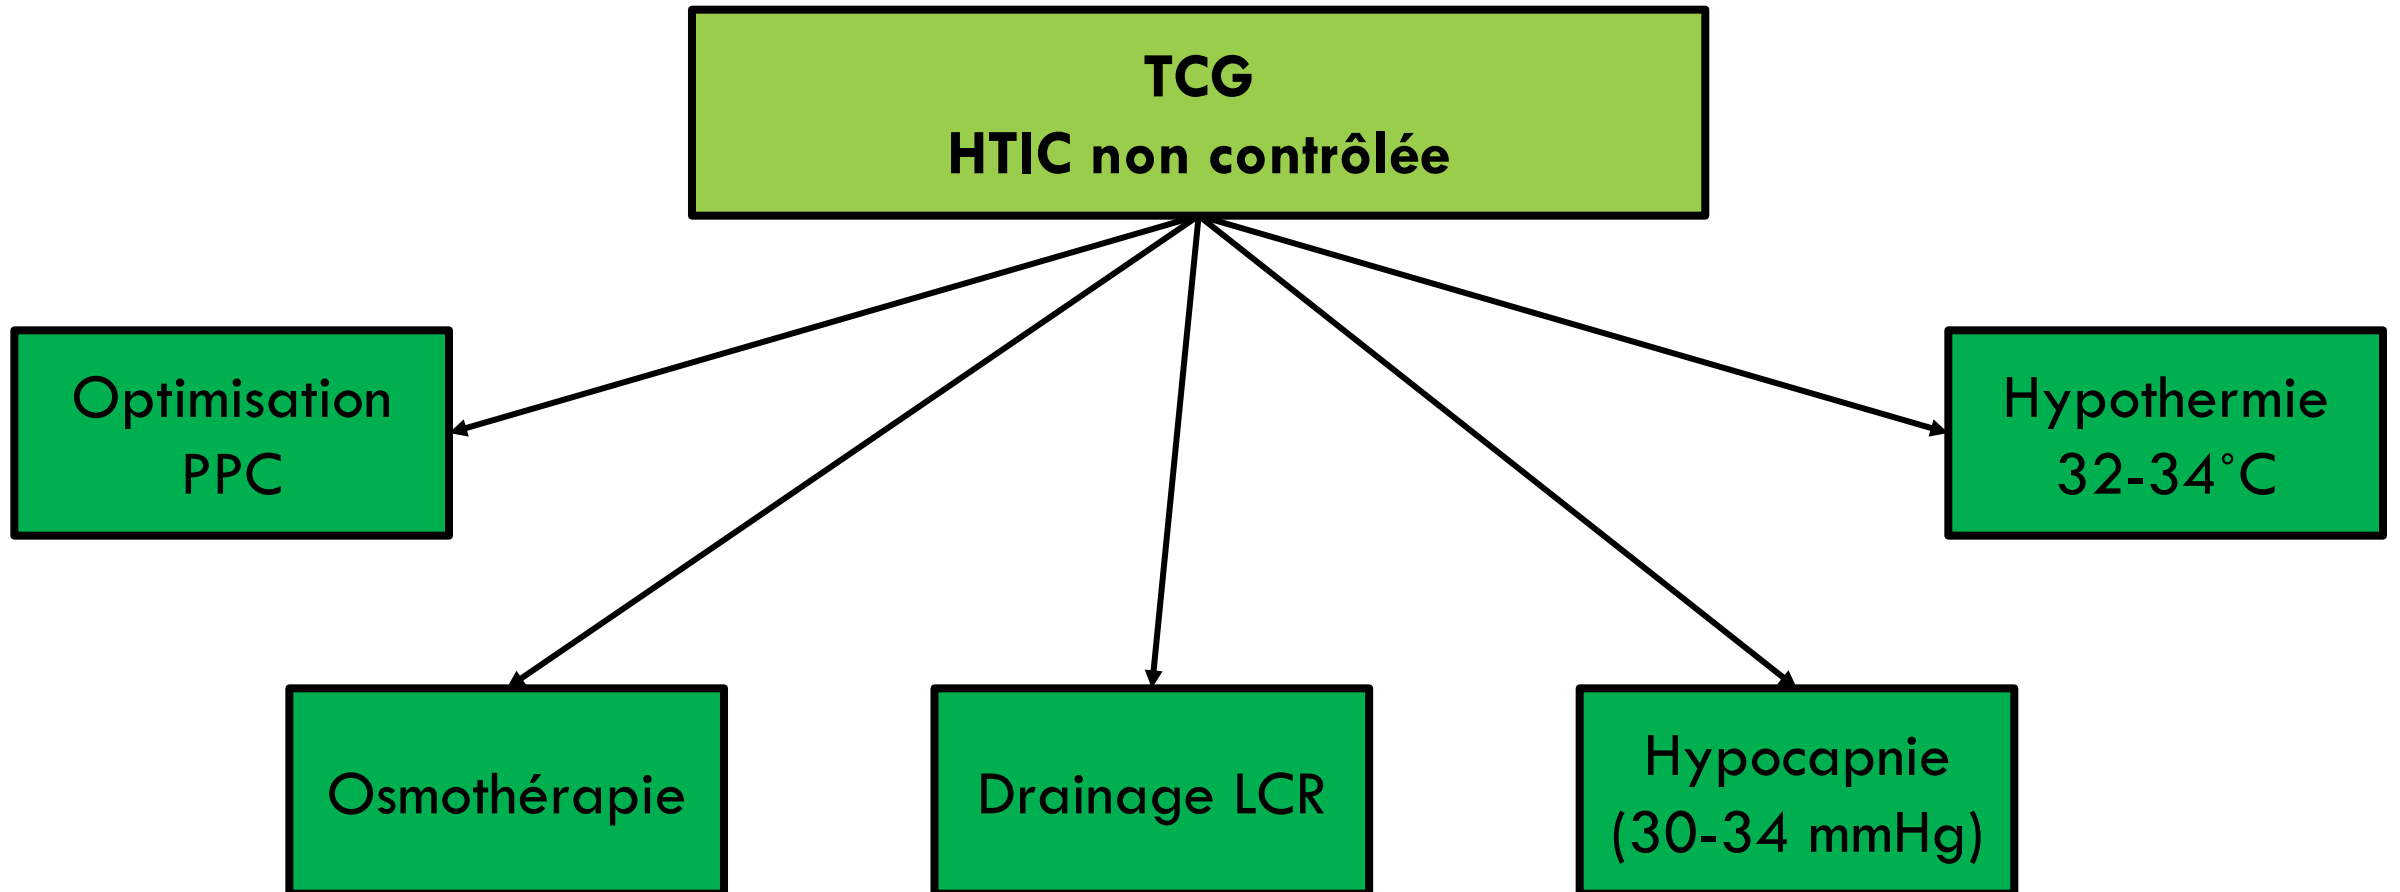 TCG
HTIC non contrôlée
Optimisation
PPC
Hypothermie
32-34°C
Osmothérapie
Drainage LCR
Hypocapnie
(30-34 mmHg)